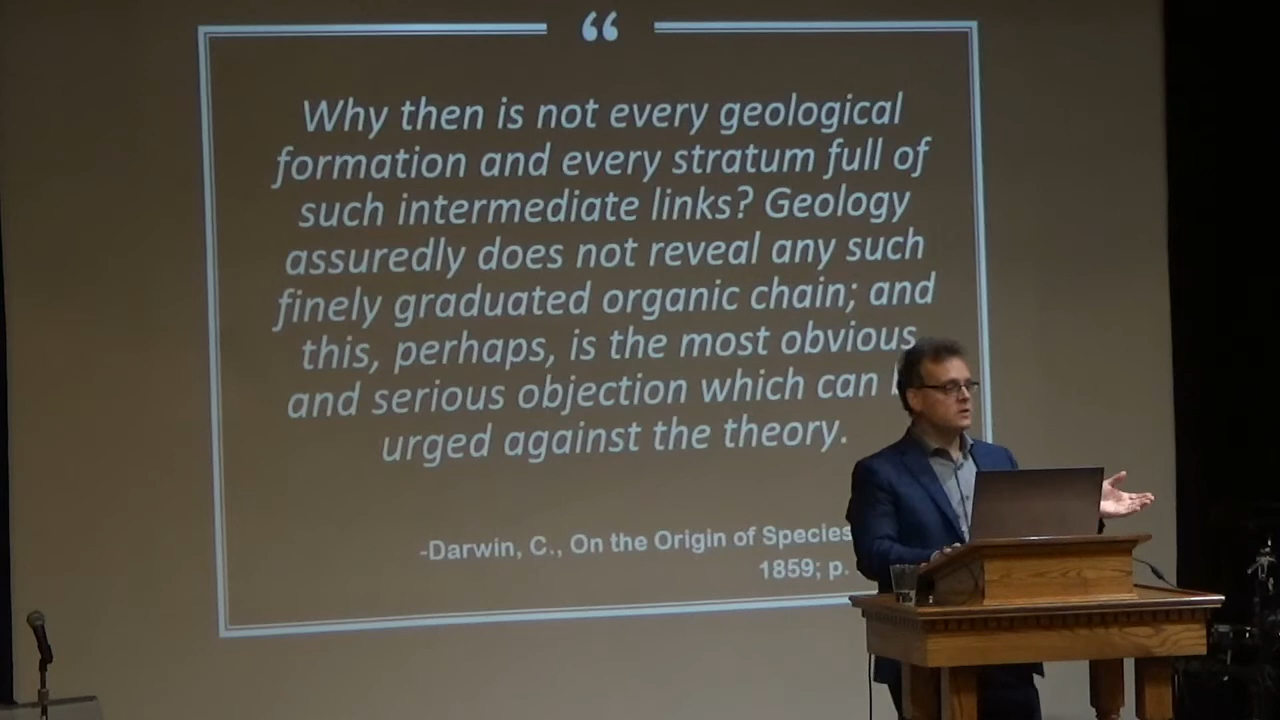 “
Why then is not every geological
formation and every stratum full of
such intermediate links? Geology
assuredly does not reveal any such
finely graduated organic chain; and
this, perhaps, is the most obvious
and serious objection which can
urged against the theory.
-Darwin, C., On the Origin of Species
1859; p.